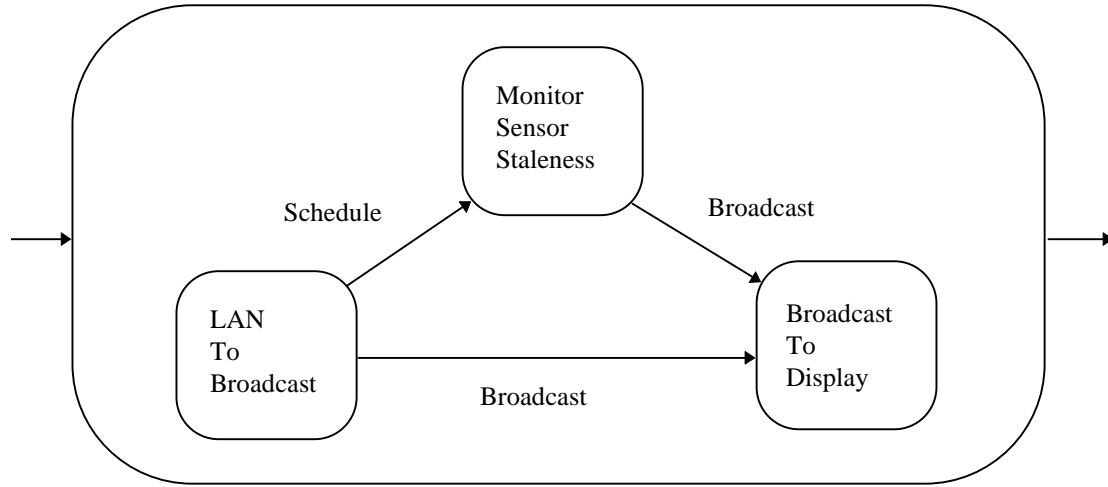 Monitor
Sensor
Staleness
Schedule
Broadcast
LAN
To
Broadcast
Broadcast
To
Display
Broadcast